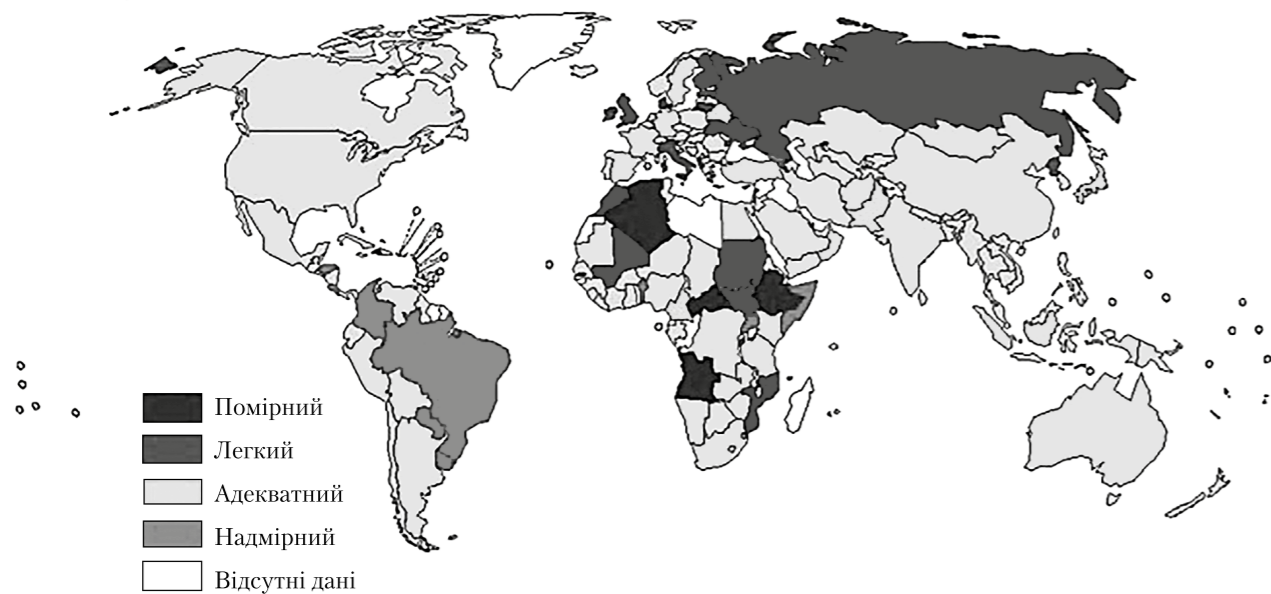 Помірний
Легкий
Адекватний
Надмірний
Відсутні дані